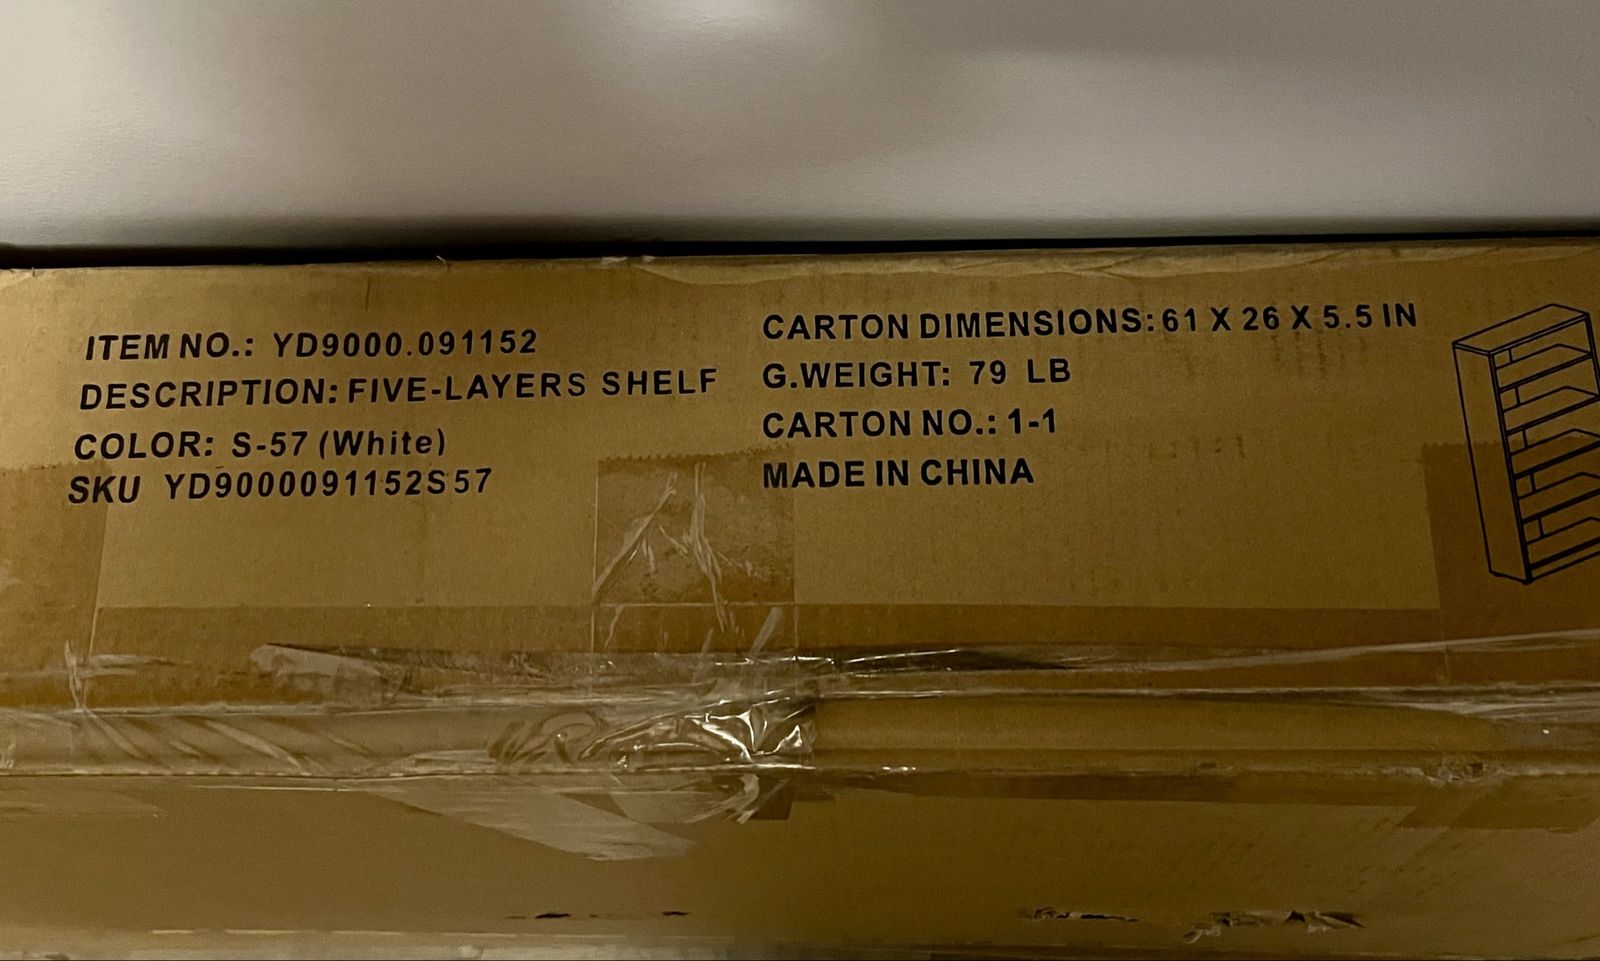 ITEM NO.: YD9000.091152
DESCRIPTION: FIVE-LAYERS SHELF
COLOR: S-57 (White)
SKU YD9000091152S57
CARTON DIMENSIONS: 61 X 26 X 5.5 IN
G.WEIGHT: 79 LB
CARTON NO.: 1-1
MADE IN CHINA